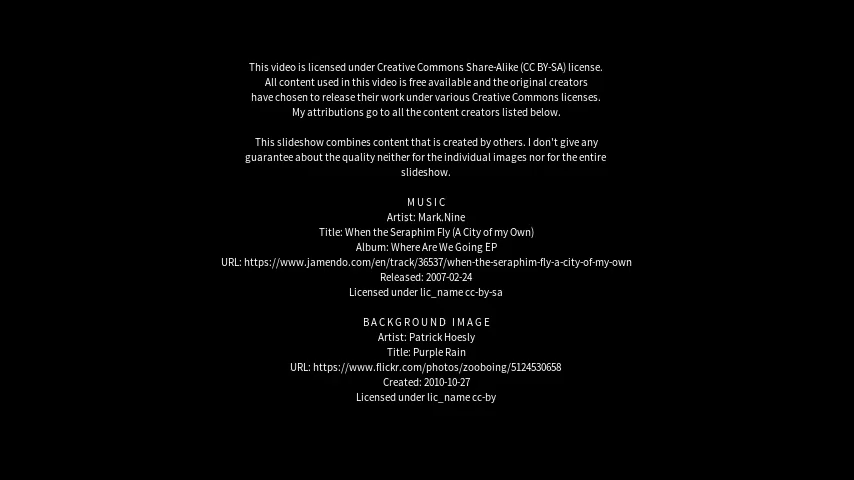 This video is licensed under Creative Commons Share-Alike (CC BY-SA) license.
All content used in this video is free available and the original creators
have chosen to release their work under various Creative Commons licenses.
My attributions go to all the content creators listed below.
This slideshow combines content that is created by others. I don't give any
guarantee about the quality neither for the individual images nor for the entire
slideshow.
MUSIC
Artist: Mark.Nine
Title: When the Seraphim Fly (A City of my Own)
Album: Where Are We Going EP
URL: https://www.jamendo.com/en/track/36537/when-the-seraphim-fly-a-city-of-my-own
Released: 2007-02-24
Licensed under lic_name cc-by-sa
BACKGROUND IMAGE
Artist: Patrick Hoesly
Title: Purple Rain
URL: https://www.flickr.com/photos/zooboing/5124530658
Created: 2010-10-27
Licensed under lic_name cc-by